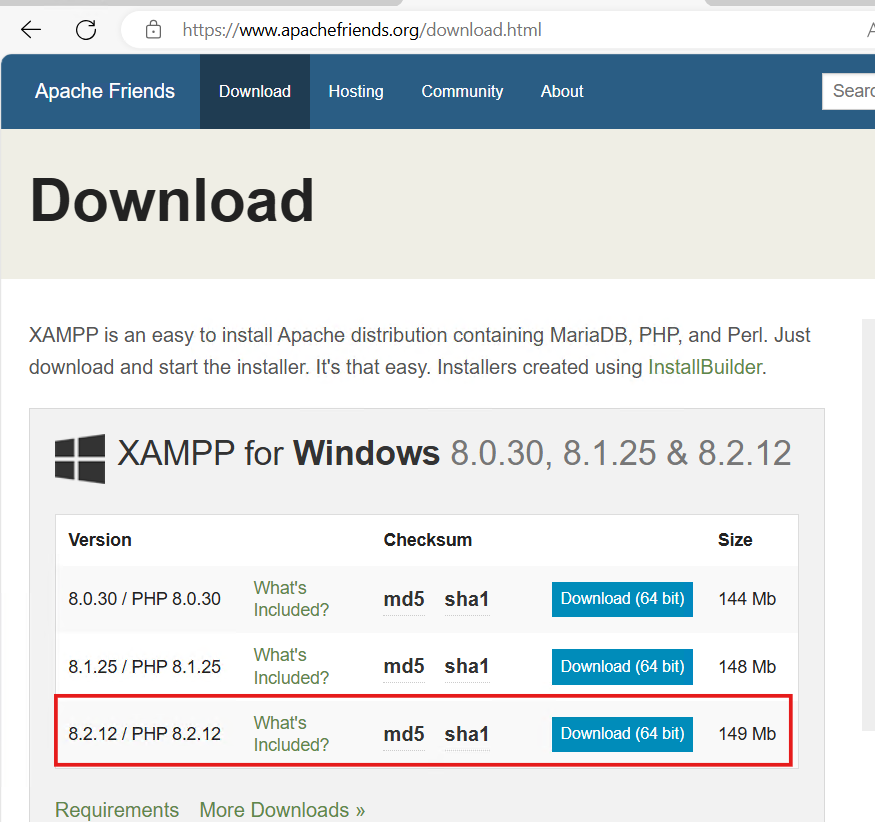 https://www.apachefriends.org/download.html
Apache Friends Download Hosting Community About Searc
Download
XAMPP is an easy to install Apache distribution containing MariaDB, PHP, and Perl. Just
download and start the installer. It's that easy. Installers created using InstallBuilder.
XAMPP for Windows 8.0.30, 8.1.25 & 8.2.12
Version Checksum Size
8.0.30 / PHP 8.0.30 What's Included? md5 sha1 Download (64 bit) 144 Mb
8.1.25 / PHP 8.1.25 What's Included? md5 sha1 Download (64 bit) 148 Mb
8.2.12 / PHP 8.2.12 What's Included? md5 sha1 Download (64 bit) 149 Mb
Requirements More Downloads »